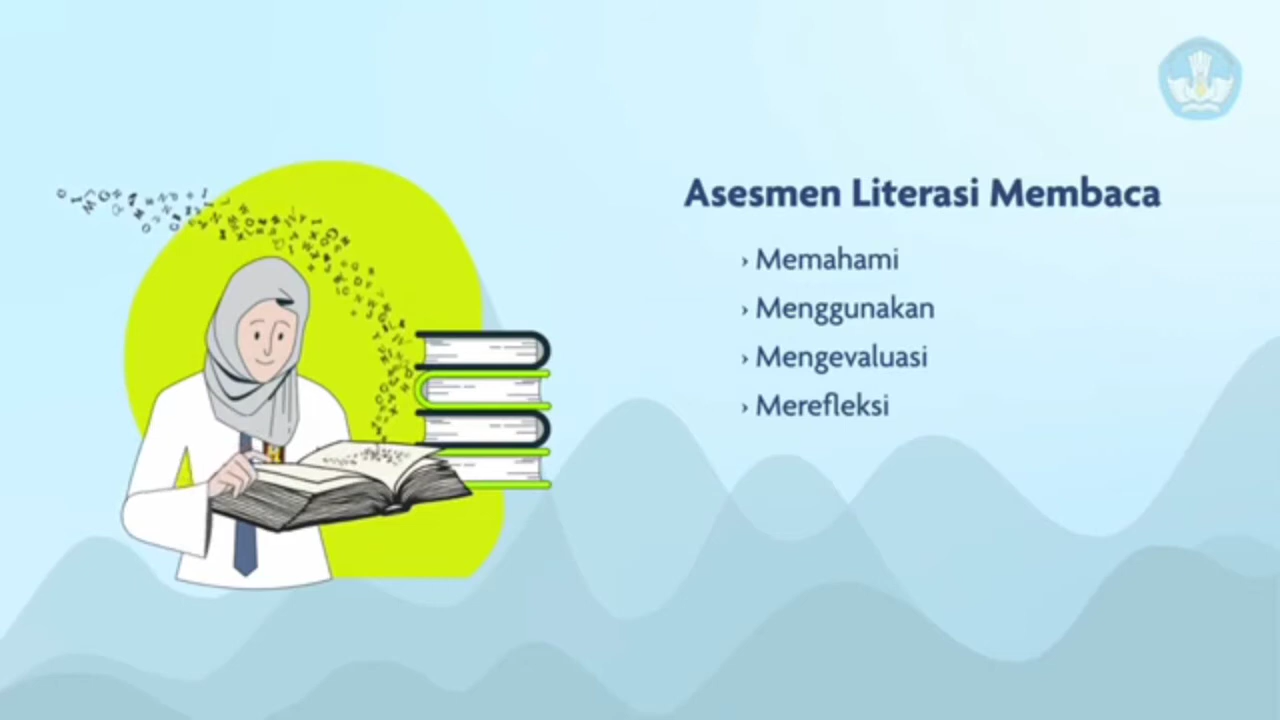 Asesmen Literasi Membaca
› Memahami
› Menggunakan
› Mengevaluasi
› Merefleksi